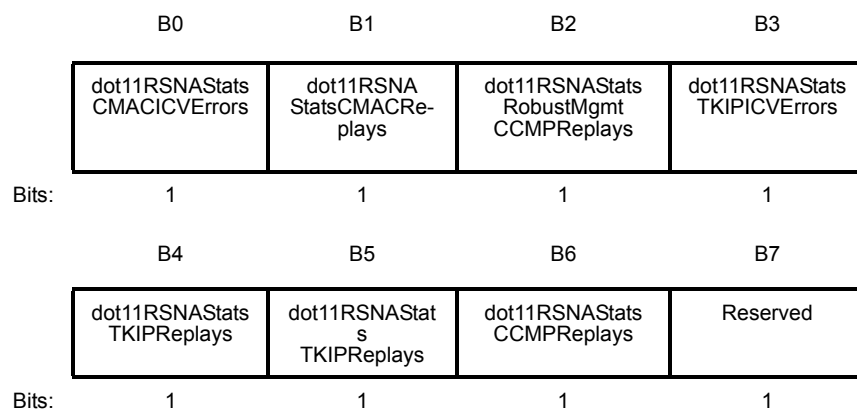 B0 B1 B2 B3
dot11RSNAStats dot11RSNA dot11RSNAStats dot11RSNAStats
CMACICVErrors StatsCMACRe- RobustMgmt TKIPICVErrors
plays CCMPReplays
Bits: 1 1 1 1
B4 B5 B6 B7
dot11RSNAStats dot11RSNAStat dot11RSNAStats Reserved
TKIPReplays s CCMPReplays
TKIPReplays
Bits: 1 1 1 1